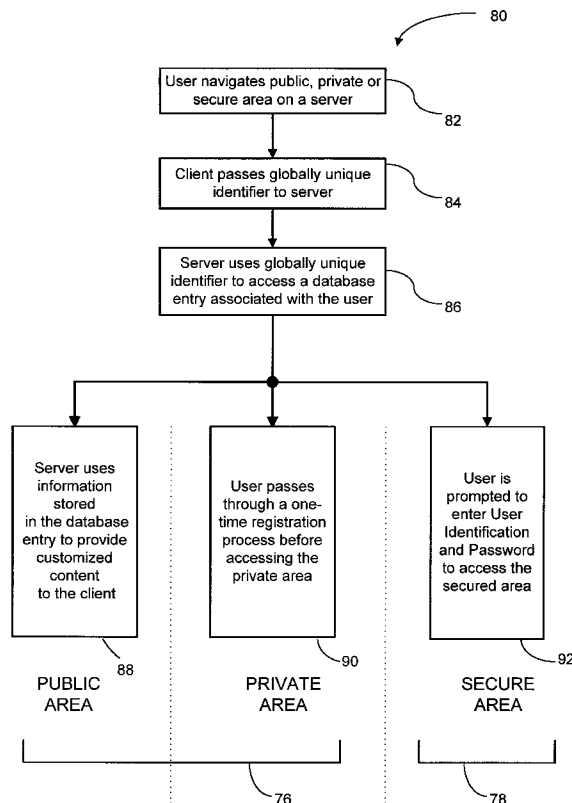 80
User navigates public, private or
secure area on a server
82
Client passes globally unique
identifier to server
84
Server uses globally unique
identifier to access a database
entry associated with the user
86
Server uses
information
stored
in the database
entry to provide
customized
content
to the client
88
User passes
through a one-
time registration
process before
accessing the
private area
90
User is
prompted to
enter User
Identification
and Password
to access the
secured area
92
PUBLIC
AREA
PRIVATE
AREA
SECURE
AREA
76
78